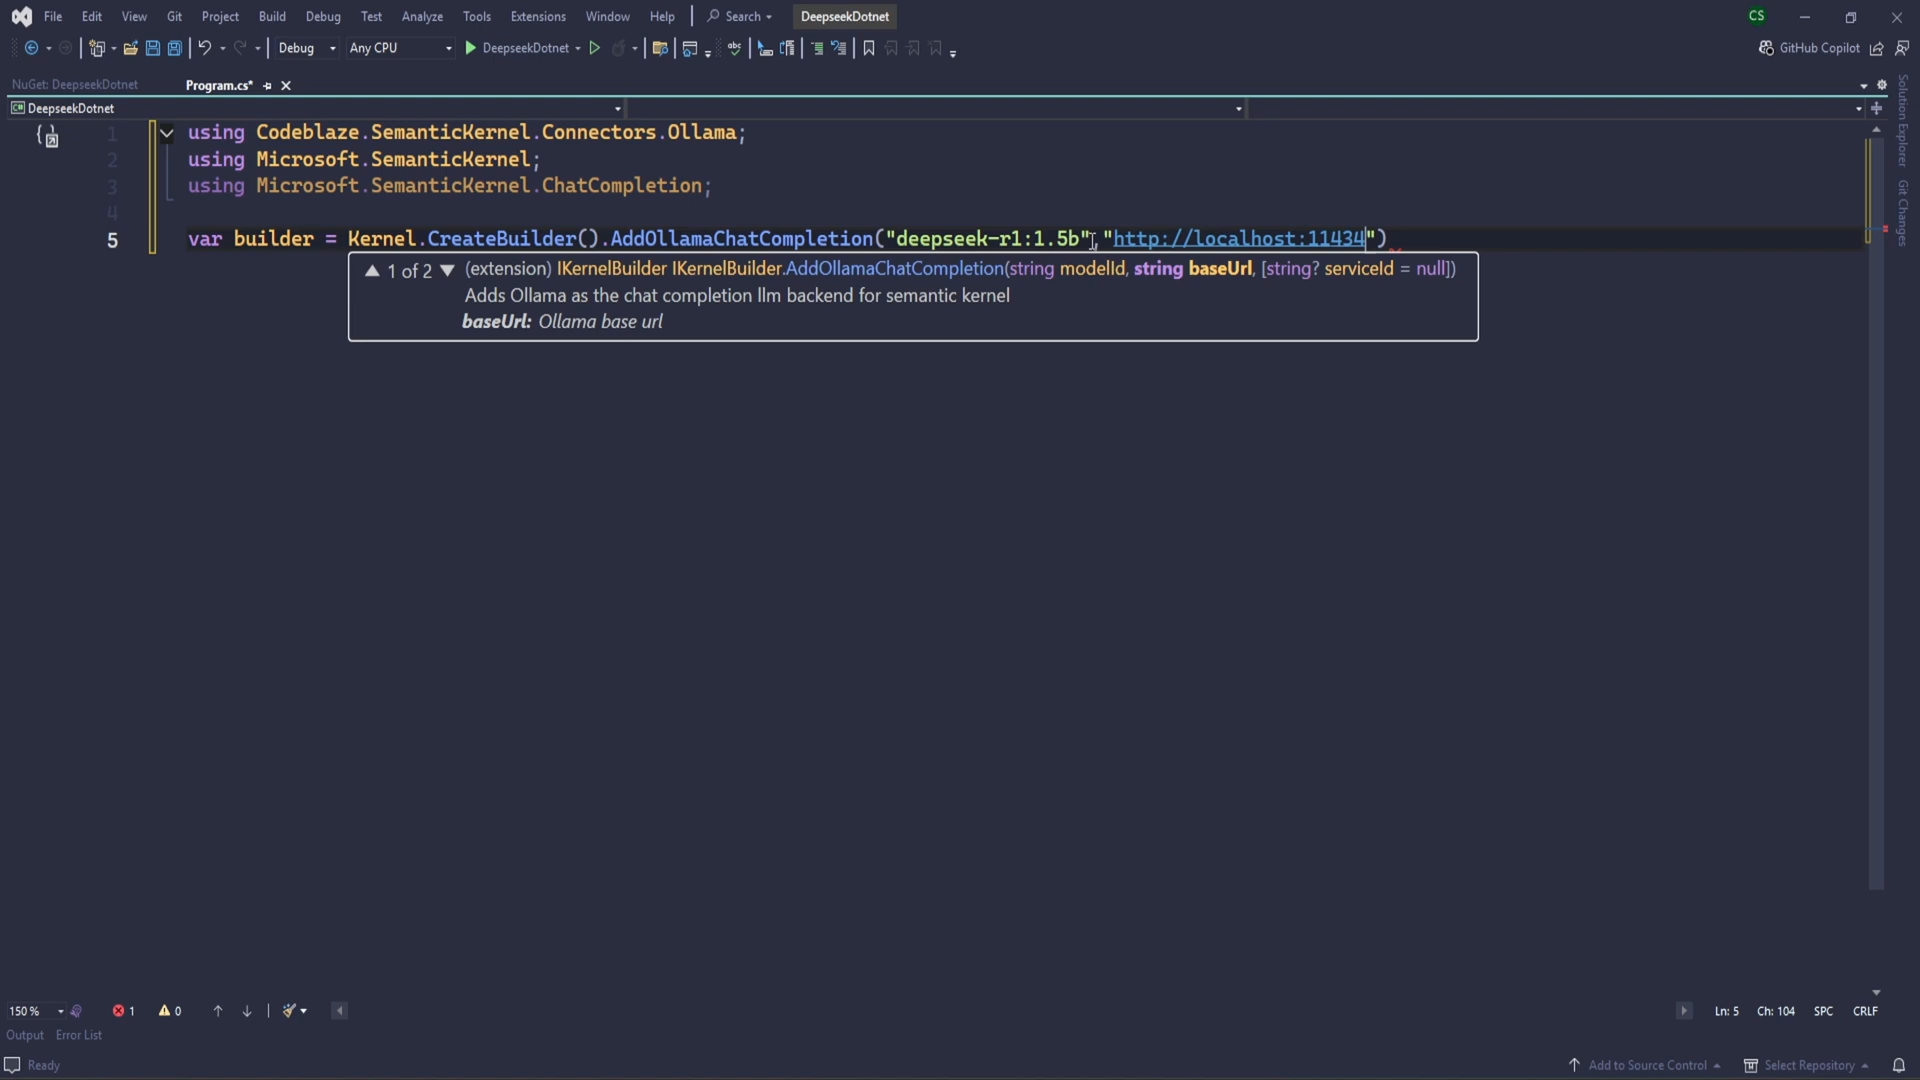 File Edit View Git Project Build Debug Test Analyze Tools Extensions Window Help Search DeepseekDotnet CS
Debug Any CPU DeepseekDotnet GitHub Copilot
NuGet: DeepseekDotnet Program.cs*
DeepseekDotnet
1 using Codeblaze.SemanticKernel.Connectors.Ollama;
2 using Microsoft.SemanticKernel;
3 using Microsoft.SemanticKernel.ChatCompletion;
4
5 var builder = Kernel.CreateBuilder().AddOllamaChatCompletion("deepseek-r1:1.5b","http://localhost:11434")
1 of 2 (extension) IKernelBuilder IKernelBuilder.AddOllamaChatCompletion(string modelId, string baseUrl, [string? serviceId = null])
Adds Ollama as the chat completion llm backend for semantic kernel
baseUrl: Ollama base url
Solution Explorer
Git Changes
150 % 1 0 Ln: 5 Ch: 104 SPC CRLF
Output Error List
Ready Add to Source Control Select Repository